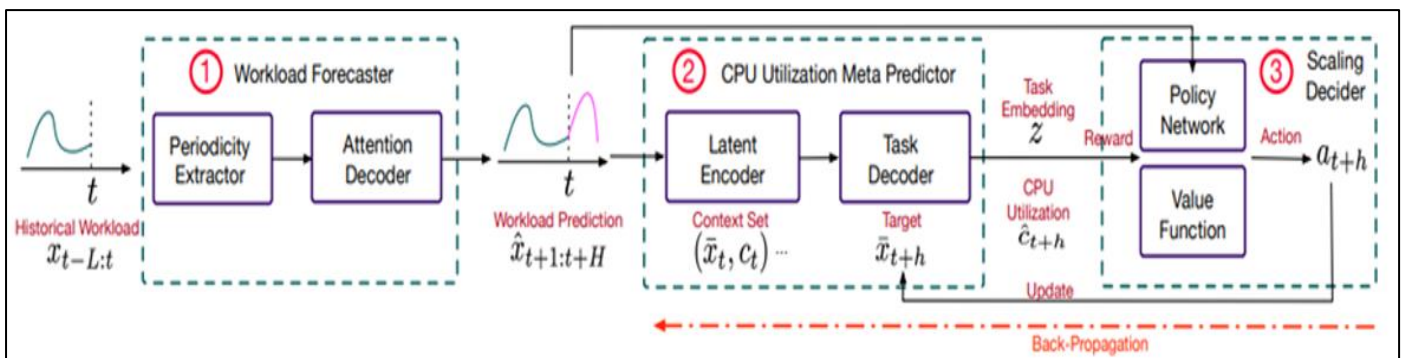 ① Workload Forecaster
② CPU Utilization Meta Predictor
③ Scaling
Decider
Periodicity
Extractor
Attention
Decoder
t
Historical Workload
x_{t-L:t}
t
Workload Prediction
x̂_{t+1:t+H}
Latent
Encoder
Task
Decoder
Context Set
(x̄_t, c_t) ...
Target
x̄_{t+h}
Task
Embedding
z
Reward
CPU
Utilization
ĉ_{t+h}
Policy
Network
Value
Function
Action
a_{t+h}
Update
Back-Propagation